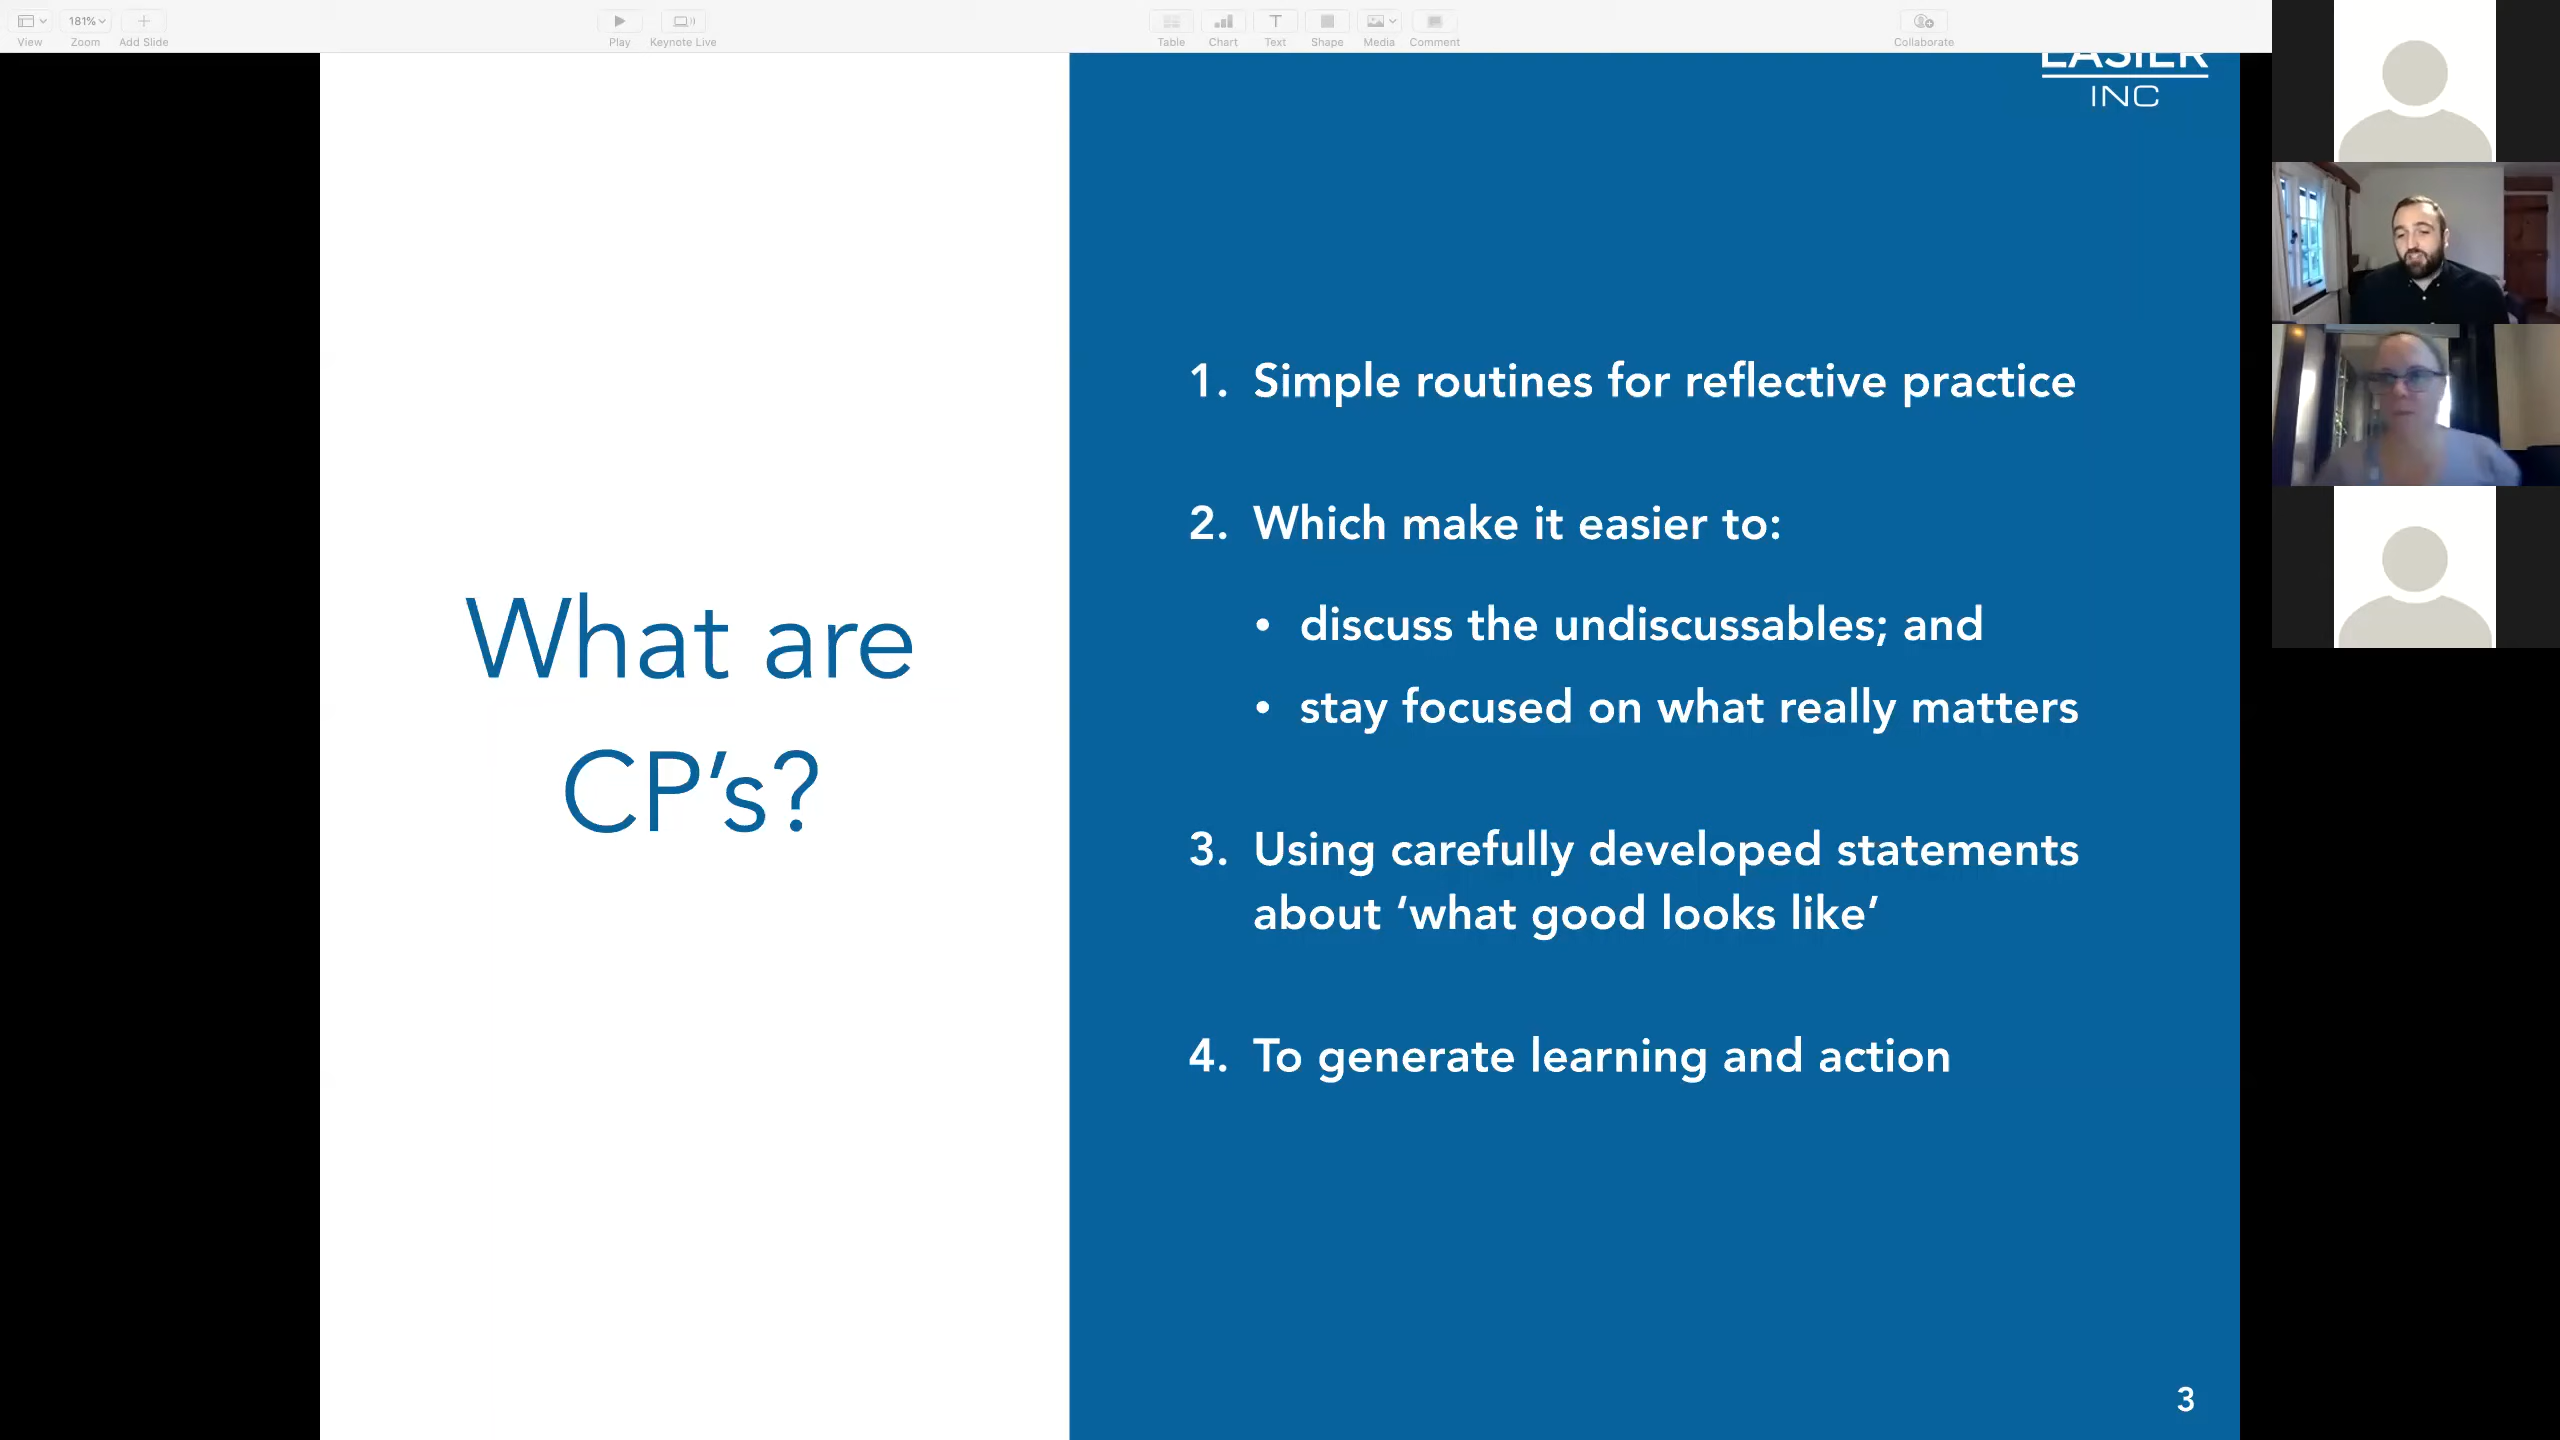 View
181%
Zoom
Add Slide
Play
Keynote Live
Table
Chart
T
Text
Shape
Media
Comment
Collaborate
EASIER
INC
What are
CP’s?
1. Simple routines for reflective practice
2. Which make it easier to:
• discuss the undiscussables; and
• stay focused on what really matters
3. Using carefully developed statements
about ‘what good looks like’
4. To generate learning and action
3